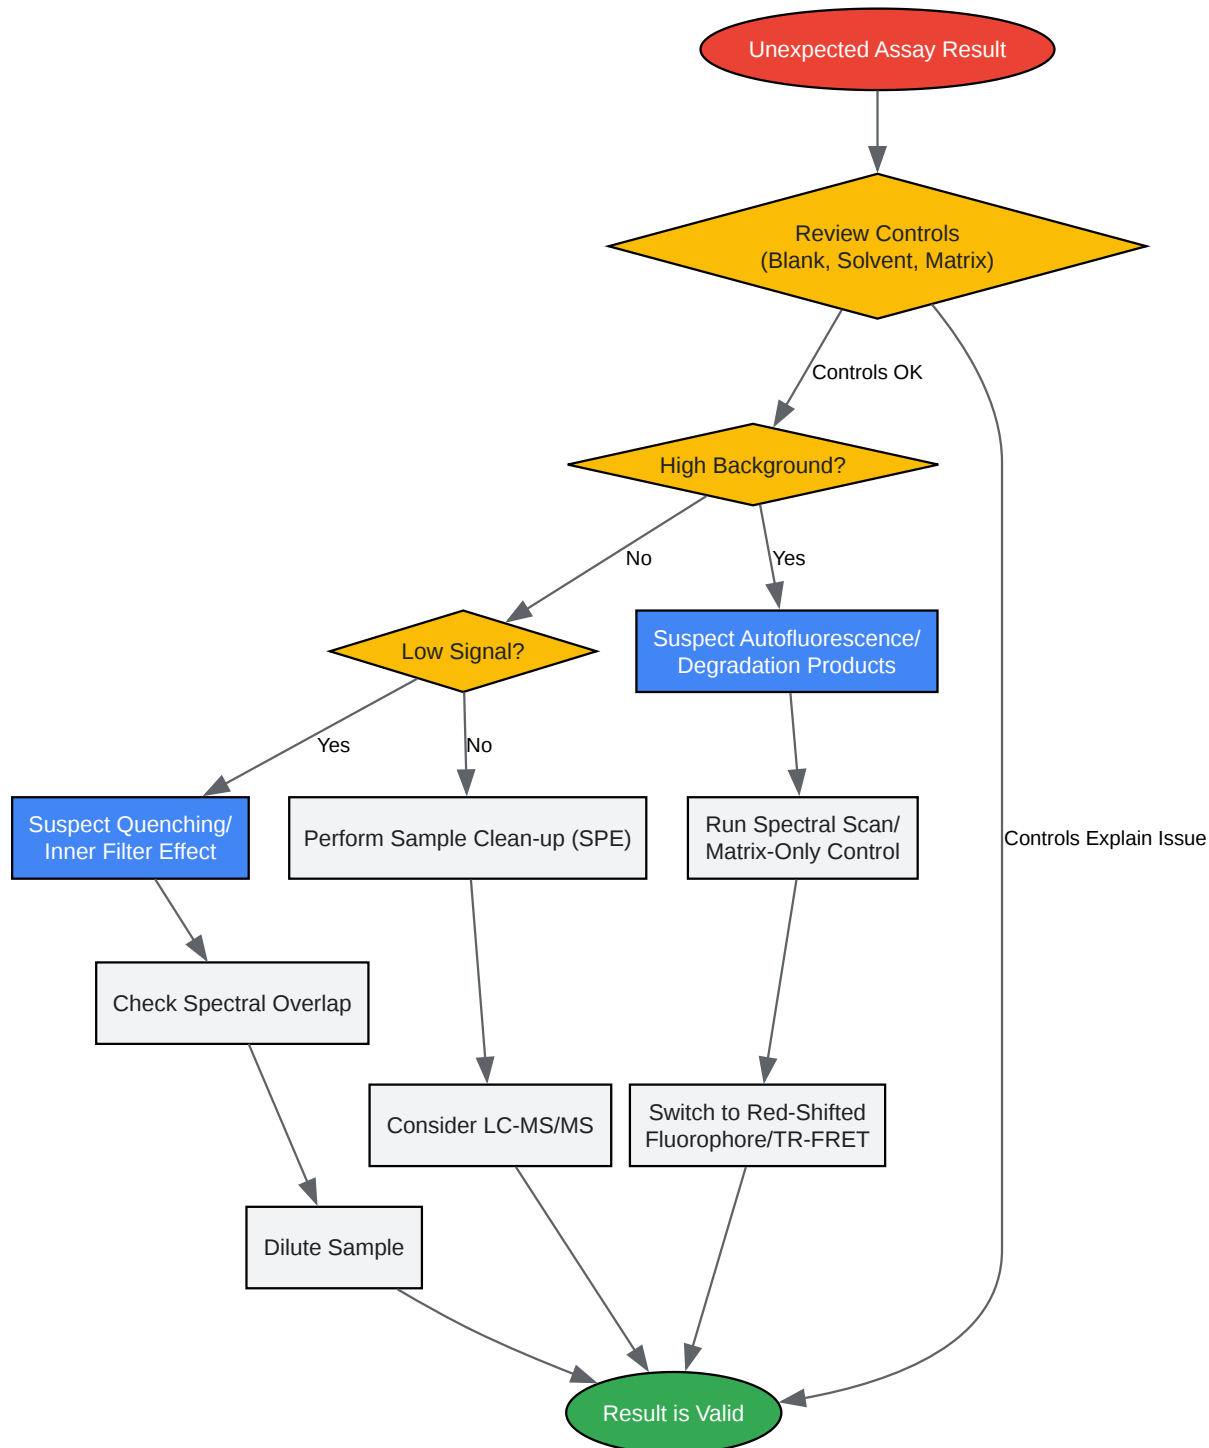 Unexpected Assay Result
Review Controls
(Blank, Solvent, Matrix)
Controls OK
High Background?
No
Yes
Low Signal?
Suspect Autofluorescence/
Degradation Products
Yes
No
Suspect Quenching/
Inner Filter Effect
Perform Sample Clean-up (SPE)
Run Spectral Scan/
Matrix-Only Control
Controls Explain Issue
Check Spectral Overlap
Consider LC-MS/MS
Switch to Red-Shifted
Fluorophore/TR-FRET
Dilute Sample
Result is Valid